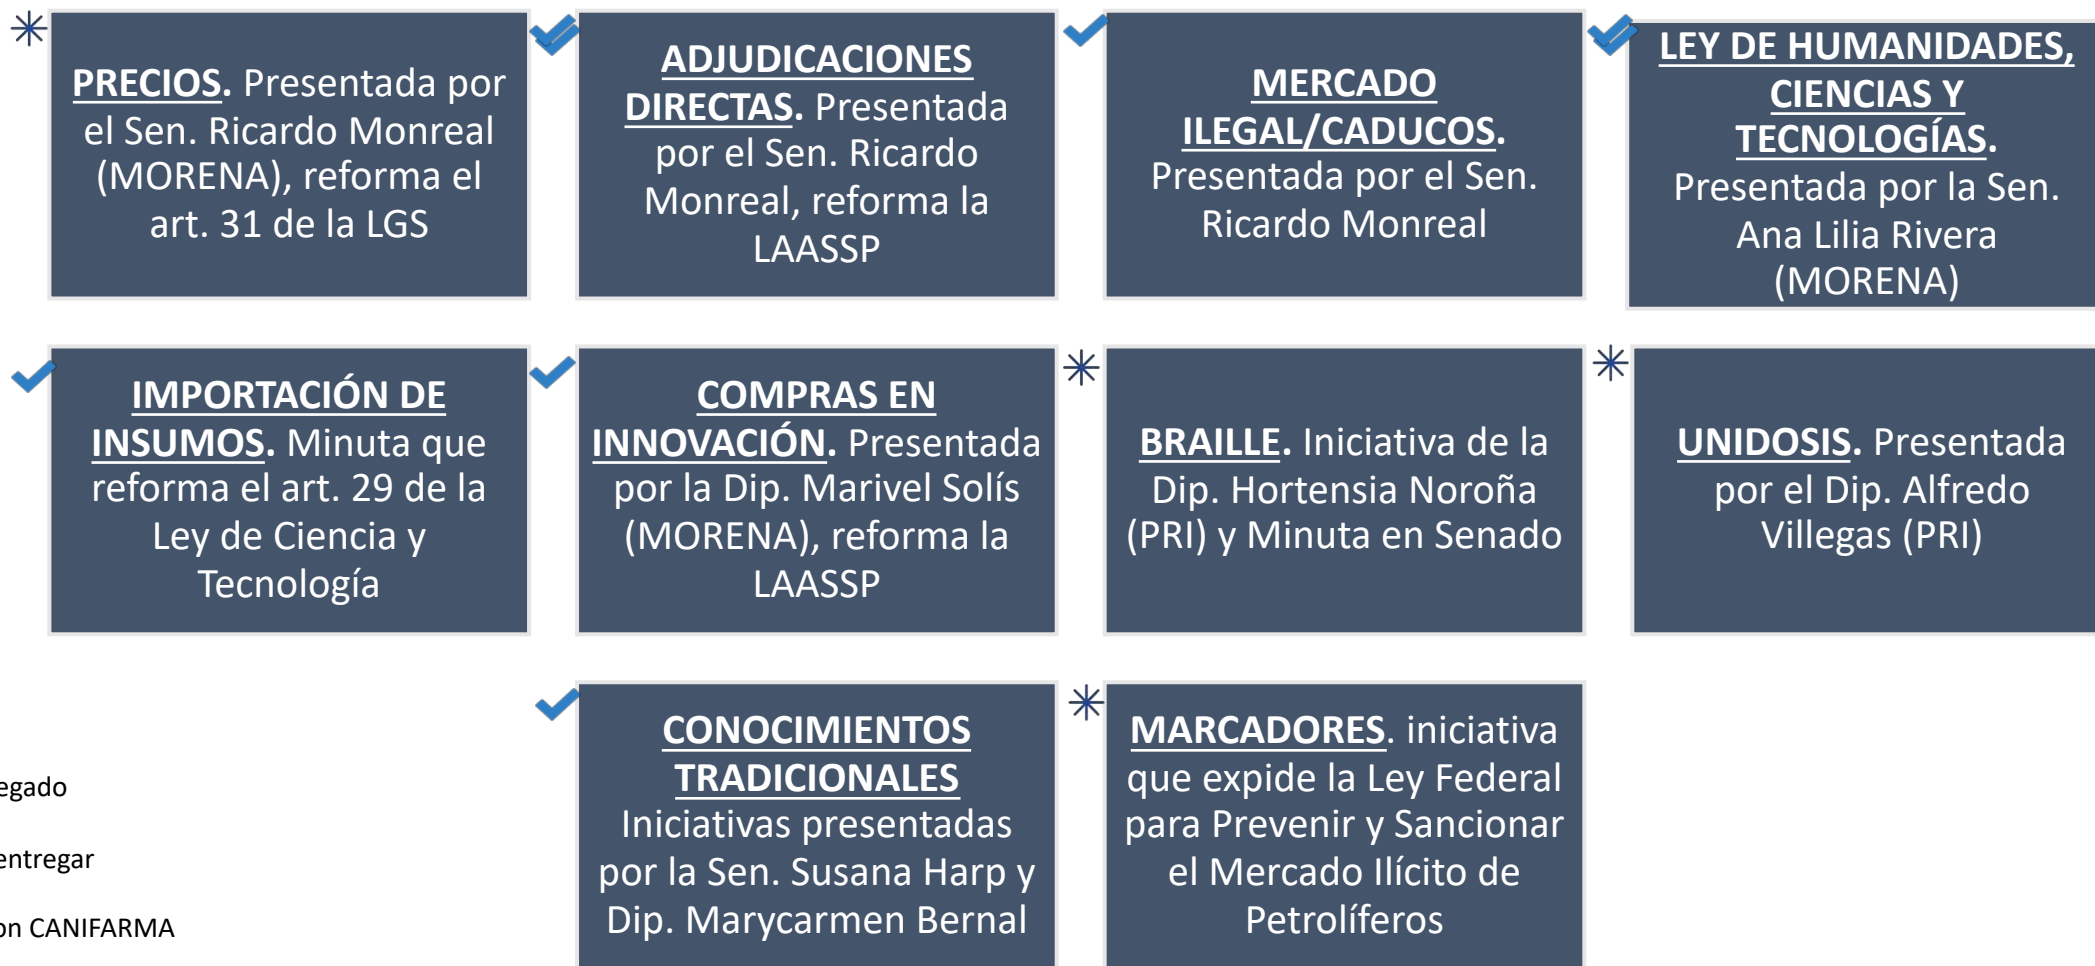 PRECIOS. Presentada por
el Sen. Ricardo Monreal
(MORENA), reforma el
art. 31 de la LGS
ADJUDICACIONES
DIRECTAS. Presentada
por el Sen. Ricardo
Monreal, reforma la
LAASSP
MERCADO
ILEGAL/CADUCOS.
Presentada por el Sen.
Ricardo Monreal
LEY DE HUMANIDADES,
CIENCIAS Y
TECNOLOGÍAS.
Presentada por la Sen.
Ana Lilia Rivera
(MORENA)
IMPORTACIÓN DE
INSUMOS. Minuta que
reforma el art. 29 de la
Ley de Ciencia y
Tecnología
COMPRAS EN
INNOVACIÓN. Presentada
por la Dip. Marivel Solís
(MORENA), reforma la
LAASSP
BRAILLE. Iniciativa de la
Dip. Hortensia Noroña
(PRI) y Minuta en Senado
UNIDOSIS. Presentada
por el Dip. Alfredo
Villegas (PRI)
CONOCIMIENTOS
TRADICIONALES
Iniciativas presentadas
por la Sen. Susana Harp y
Dip. Marycarmen Bernal
MARCADORES. iniciativa
que expide la Ley Federal
para Prevenir y Sancionar
el Mercado Ilícito de
Petrolíferos
entregar
CANIFARMA